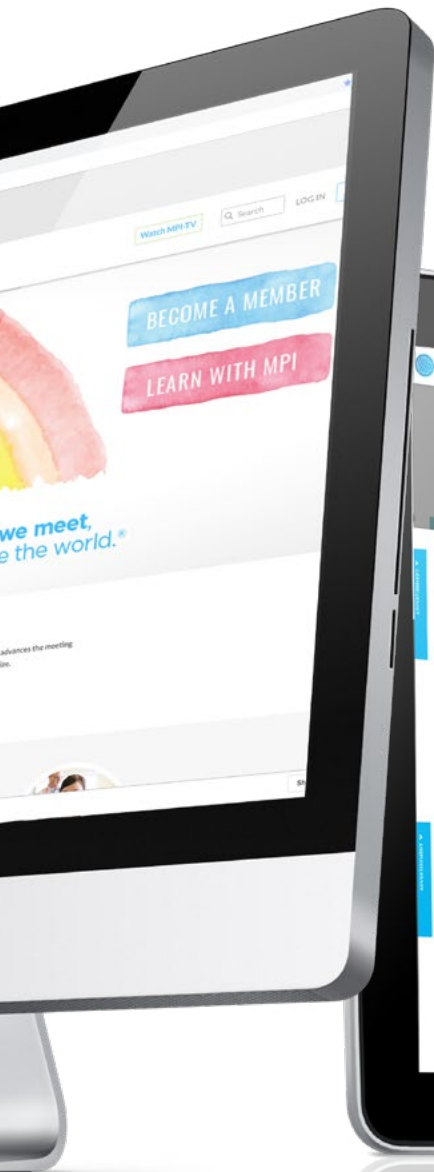 Watch MPI-TV
Search
LOG IN
BECOME A MEMBER
LEARN WITH MPI
we meet,
e the world.®
advances the meeting